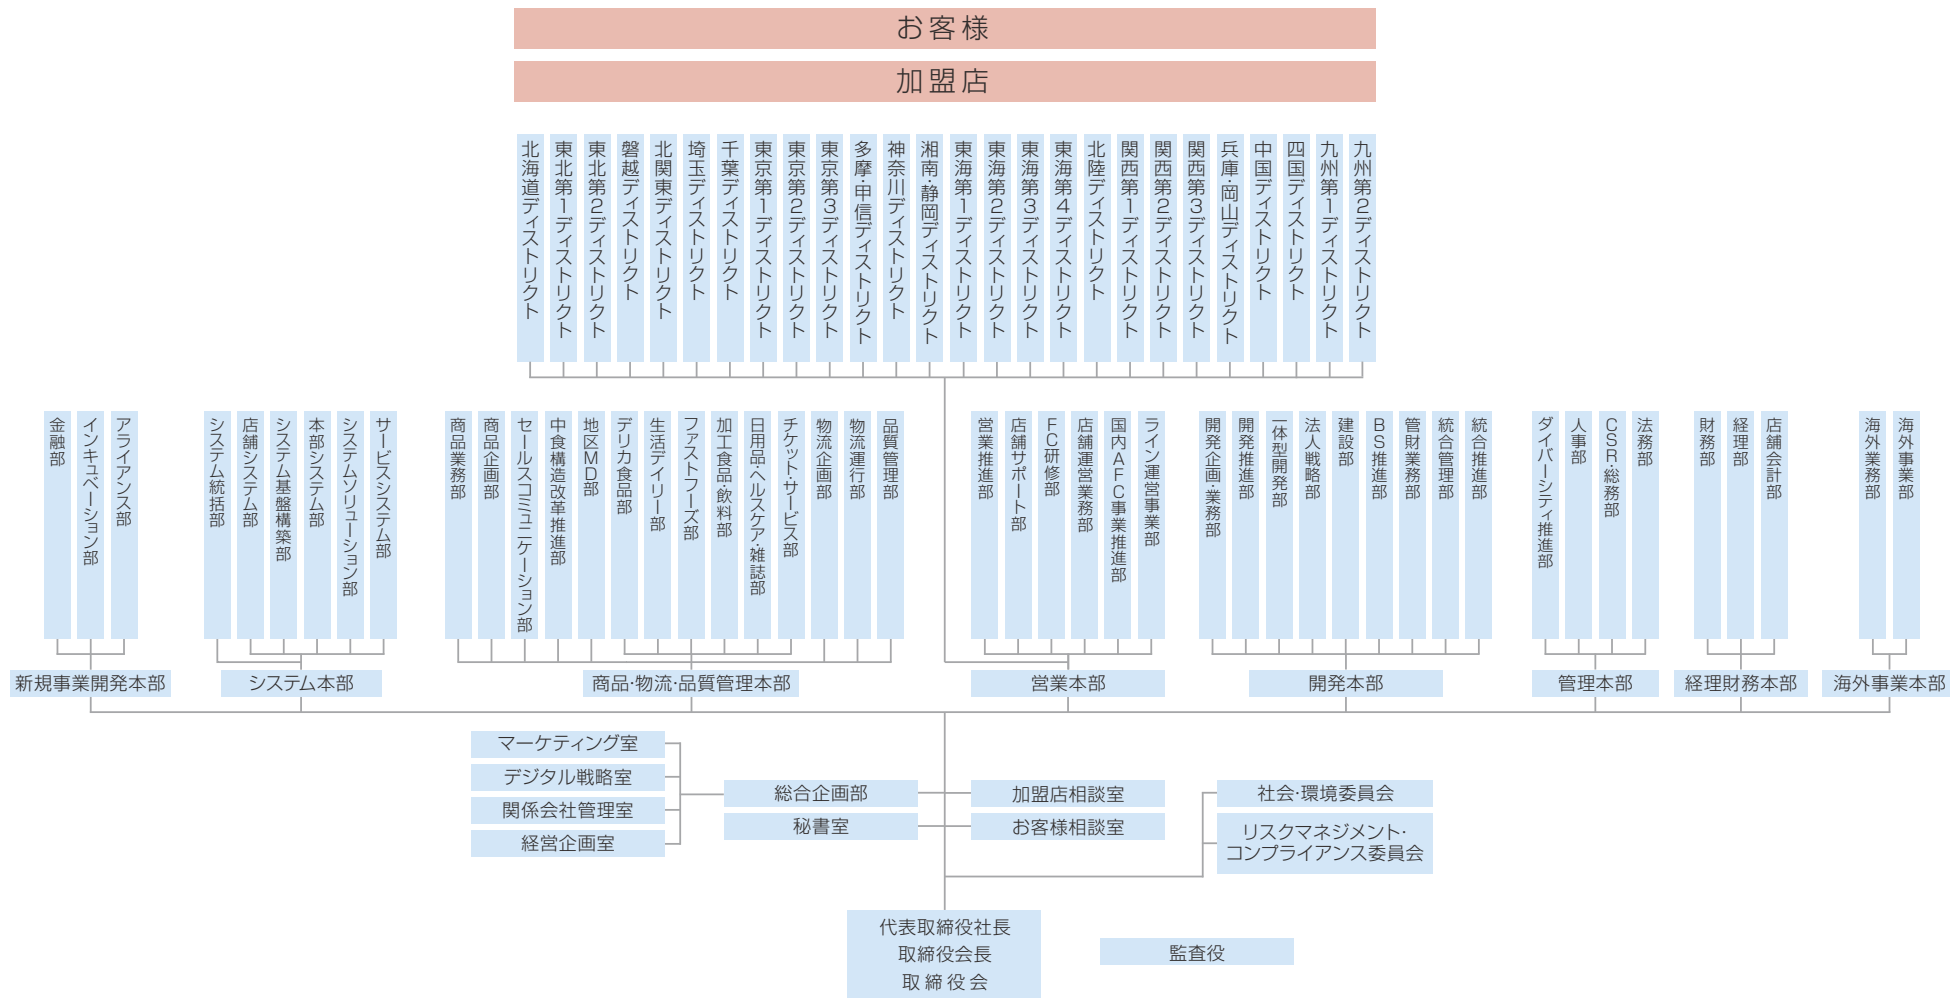 お客様
加盟店
北海道ディストリクト
東北第1ディストリクト
東北第2ディストリクト
磐越ディストリクト
北関東ディストリクト
埼玉ディストリクト
千葉ディストリクト
東京第1ディストリクト
東京第2ディストリクト
東京第3ディストリクト
多摩・甲信ディストリクト
神奈川ディストリクト
湘南・静岡ディストリクト
東海第1ディストリクト
東海第2ディストリクト
東海第3ディストリクト
東海第4ディストリクト
北陸ディストリクト
関西第1ディストリクト
関西第2ディストリクト
関西第3ディストリクト
兵庫・岡山ディストリクト
中国ディストリクト
四国ディストリクト
九州第1ディストリクト
九州第2ディストリクト
金融部
インキュベーション部
アライアンス部
システム統括部
店舗システム部
システム基盤構築部
本部システム部
システムソリューション部
サービスシステム部
商品業務部
商品企画部
セールスコミュニケーション部
中食構造改革推進部
地区MD部
デリカ食品部
生活デイリー部
ファストフーズ部
加工食品・飲料部
日用品・ヘルスケア・雑誌部
チケット・サービス部
物流企画部
物流運行部
品質管理部
営業推進部
店舗サポート部
FC研修部
店舗運営業務部
国内AFC事業推進部
ライン運営事業部
開発企画・業務部
開発推進部
一体型開発部
法人戦略部
建設部
BS推進部
管財業務部
統合管理部
統合推進部
ダイバーシティ推進部
人事部
CSR・総務部
法務部
財務部
経理部
店舗会計部
海外業務部
海外事業部
新規事業開発本部
システム本部
商品・物流・品質管理本部
営業本部
開発本部
管理本部
経理財務本部
海外事業本部
マーケティング室
デジタル戦略室
関係会社管理室
経営企画室
総合企画部
秘書室
加盟店相談室
お客様相談室
社会・環境委員会
リスクマネジメント・
コンプライアンス委員会
代表取締役社長
取締役会長
取締役会
監査役